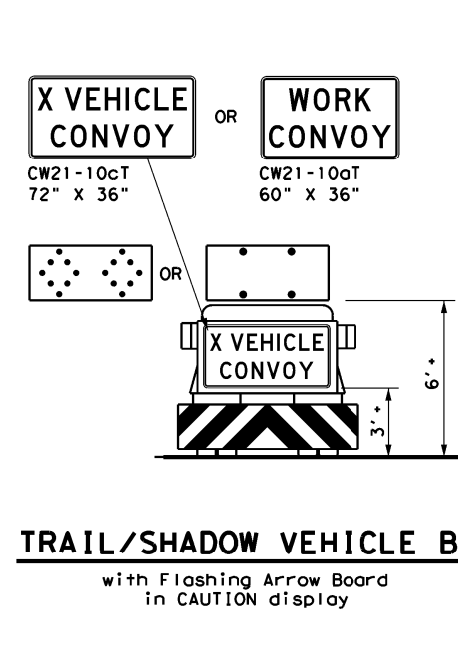 X VEHICLE
CONVOY
OR
WORK
CONVOY
CW21-10cT
72" X 36"
CW21-10aT
60" X 36"
OR
X VEHICLE
CONVOY
6' +
3' +
TRAIL/SHADOW VEHICLE B
with Flashing Arrow Board
in CAUTION display